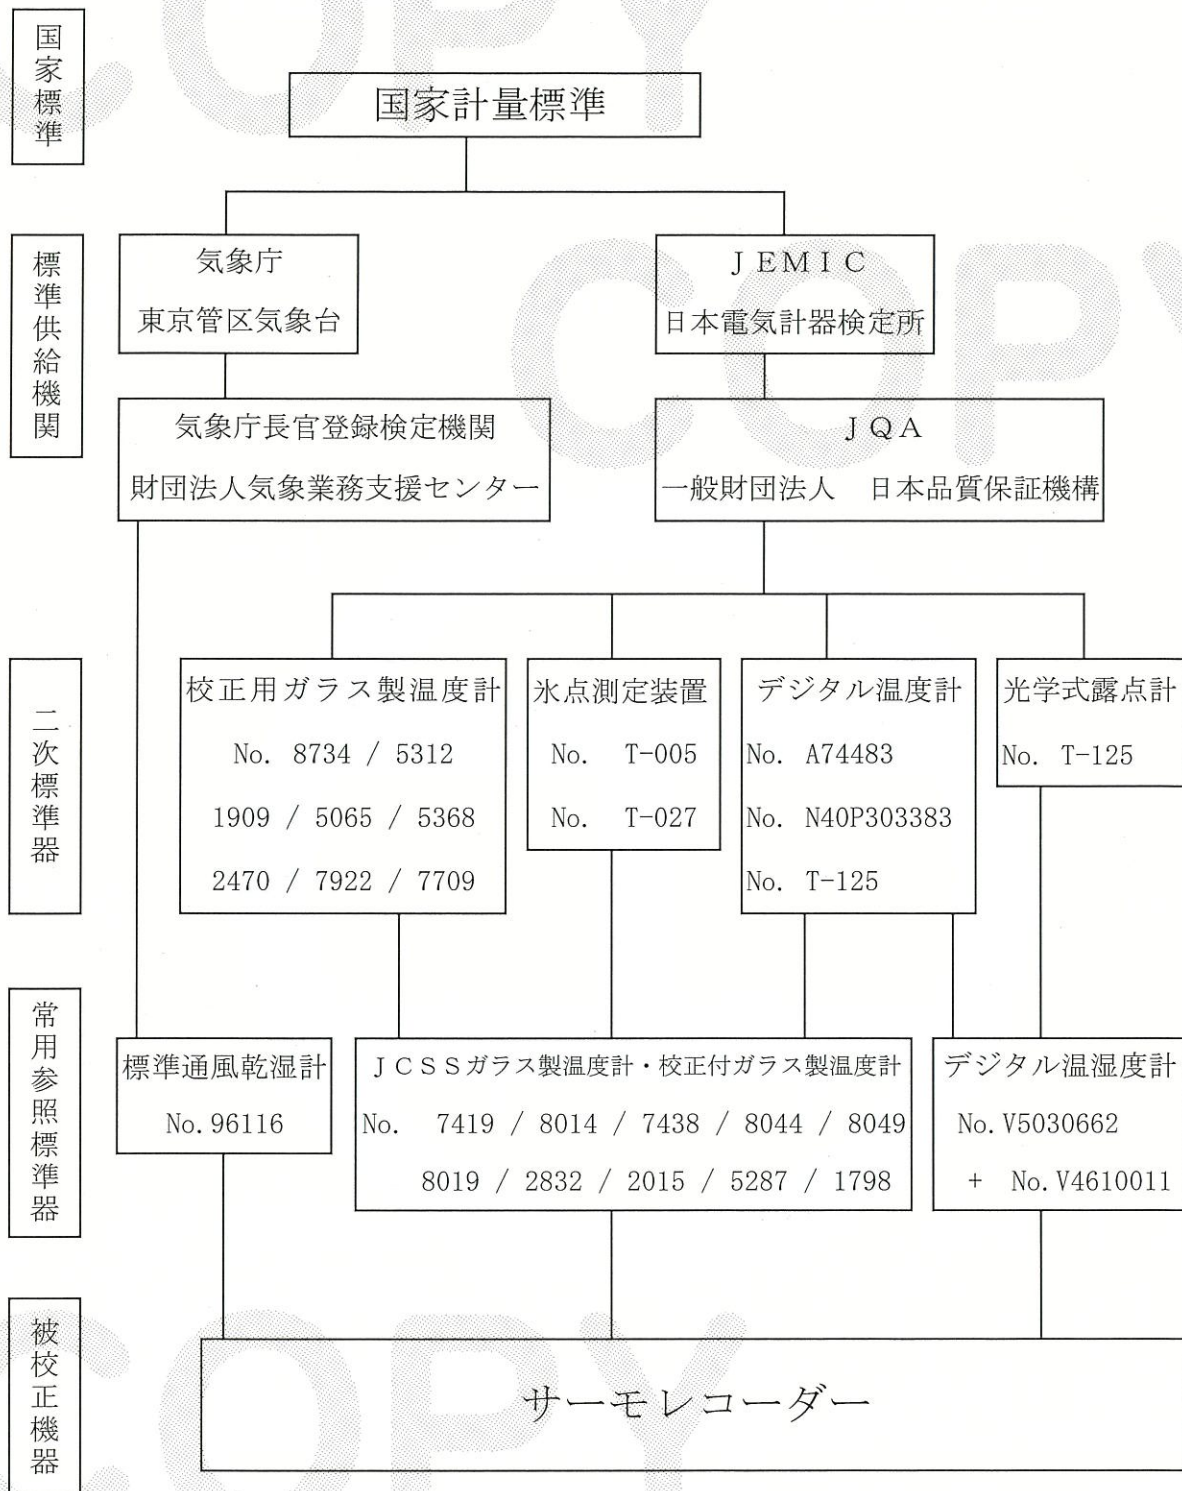 国家標準
国家計量標準
標準供給機関
気象庁
東京管区気象台
JEMIC
日本電気計器検定所
気象庁長官登録検定機関
財団法人気象業務支援センター
JQA
一般財団法人　日本品質保証機構
二次標準器
校正用ガラス製温度計
No. 8734 / 5312
1909 / 5065 / 5368
2470 / 7922 / 7709
氷点測定装置
No. T-005
No. T-027
デジタル温度計
No. A74483
No. N40P303383
No. T-125
光学式露点計
No. T-125
常用参照標準器
標準通風乾湿計
No.96116
JCSSガラス製温度計・校正付ガラス製温度計
No. 7419 / 8014 / 7438 / 8044 / 8049
8019 / 2832 / 2015 / 5287 / 1798
デジタル温湿度計
No.V5030662
+ No.V4610011
被校正機器
サーモレコーダー
COPY
COPY
COPY